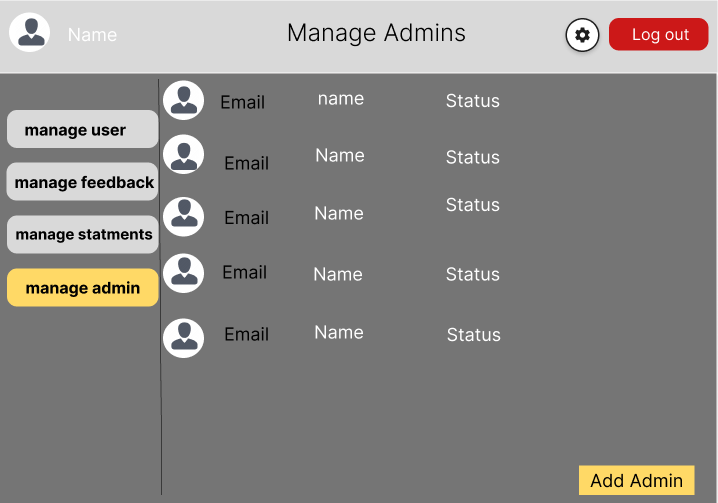 Name
Manage Admins
Log out
manage user
manage feedback
manage statments
manage admin
Email name Status
Email Name Status
Email Name Status
Email Name Status
Email Name Status
Add Admin